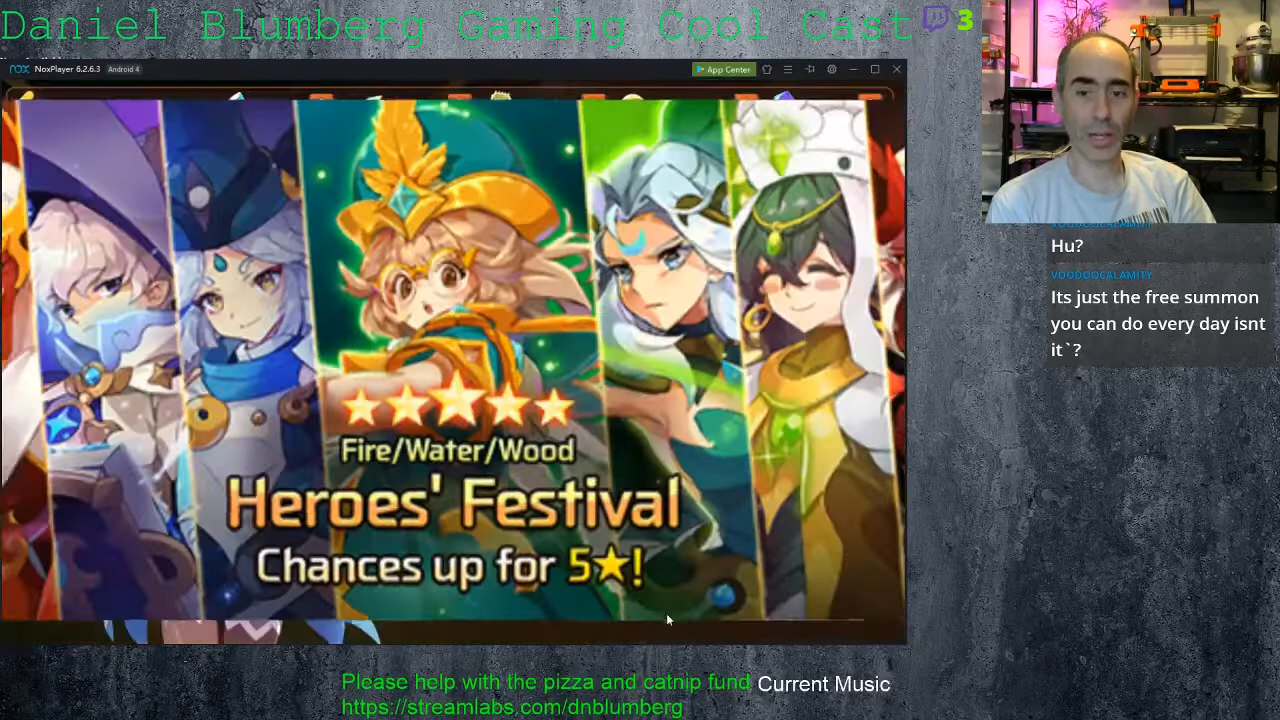 Daniel Blumberg Gaming Cool Cast 3
NoxPlayer 6.2.6.3 Android 4
App Center
VOODOOCALAMITY
Hu?
VOODOOCALAMITY
Its just the free summon
you can do every day isnt
it`?
Fire/Water/Wood
Heroes' Festival
Chances up for 5★!
Please help with the pizza and catnip fund
Current Music
https://streamlabs.com/dnblumberg